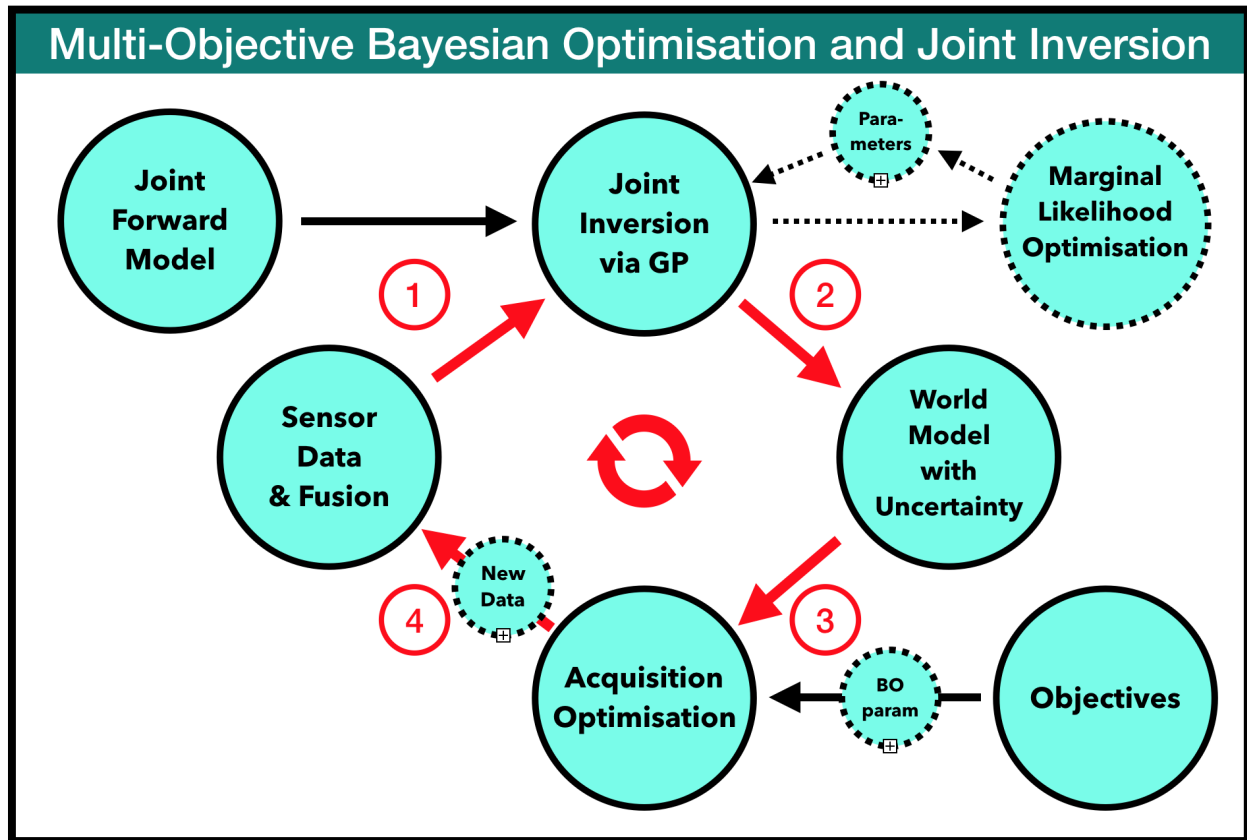 Multi-Objective Bayesian Optimisation and Joint Inversion
Joint
Forward
Model
Joint
Inversion
via GP
Para-
meters
Marginal
Likelihood
Optimisation
1
2
Sensor
Data
& Fusion
World
Model
with
Uncertainty
New
Data
4
3
Acquisition
Optimisation
BO
param
Objectives